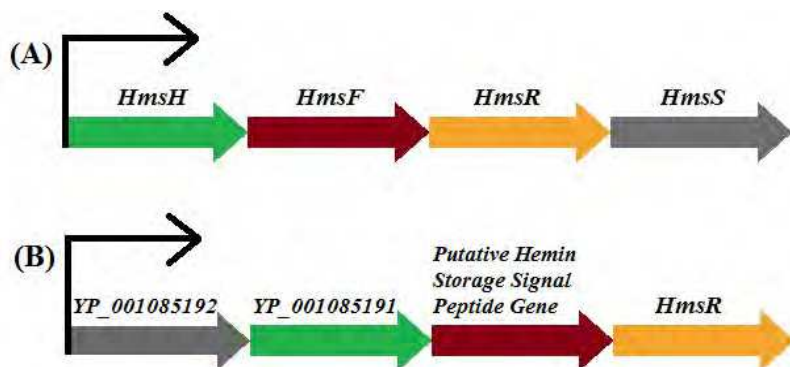 (A)
HmsH HmsF HmsR HmsS
(B)
YP_001085192 YP_001085191 Putative Hemin
Storage Signal
Peptide Gene HmsR